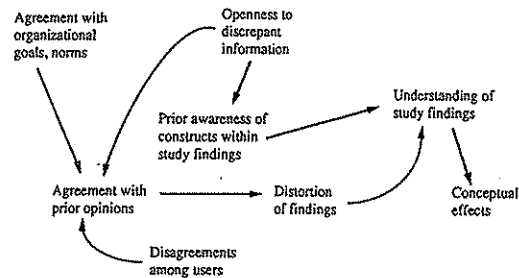 Agreement with
organizational
goals, norms
Openness to
discrepant
information
Prior awareness of
constructs within
study findings
Understanding of
study findings
Agreement with
prior opinions
Distortion
of findings
Conceptual
effects
Disagreements
among users